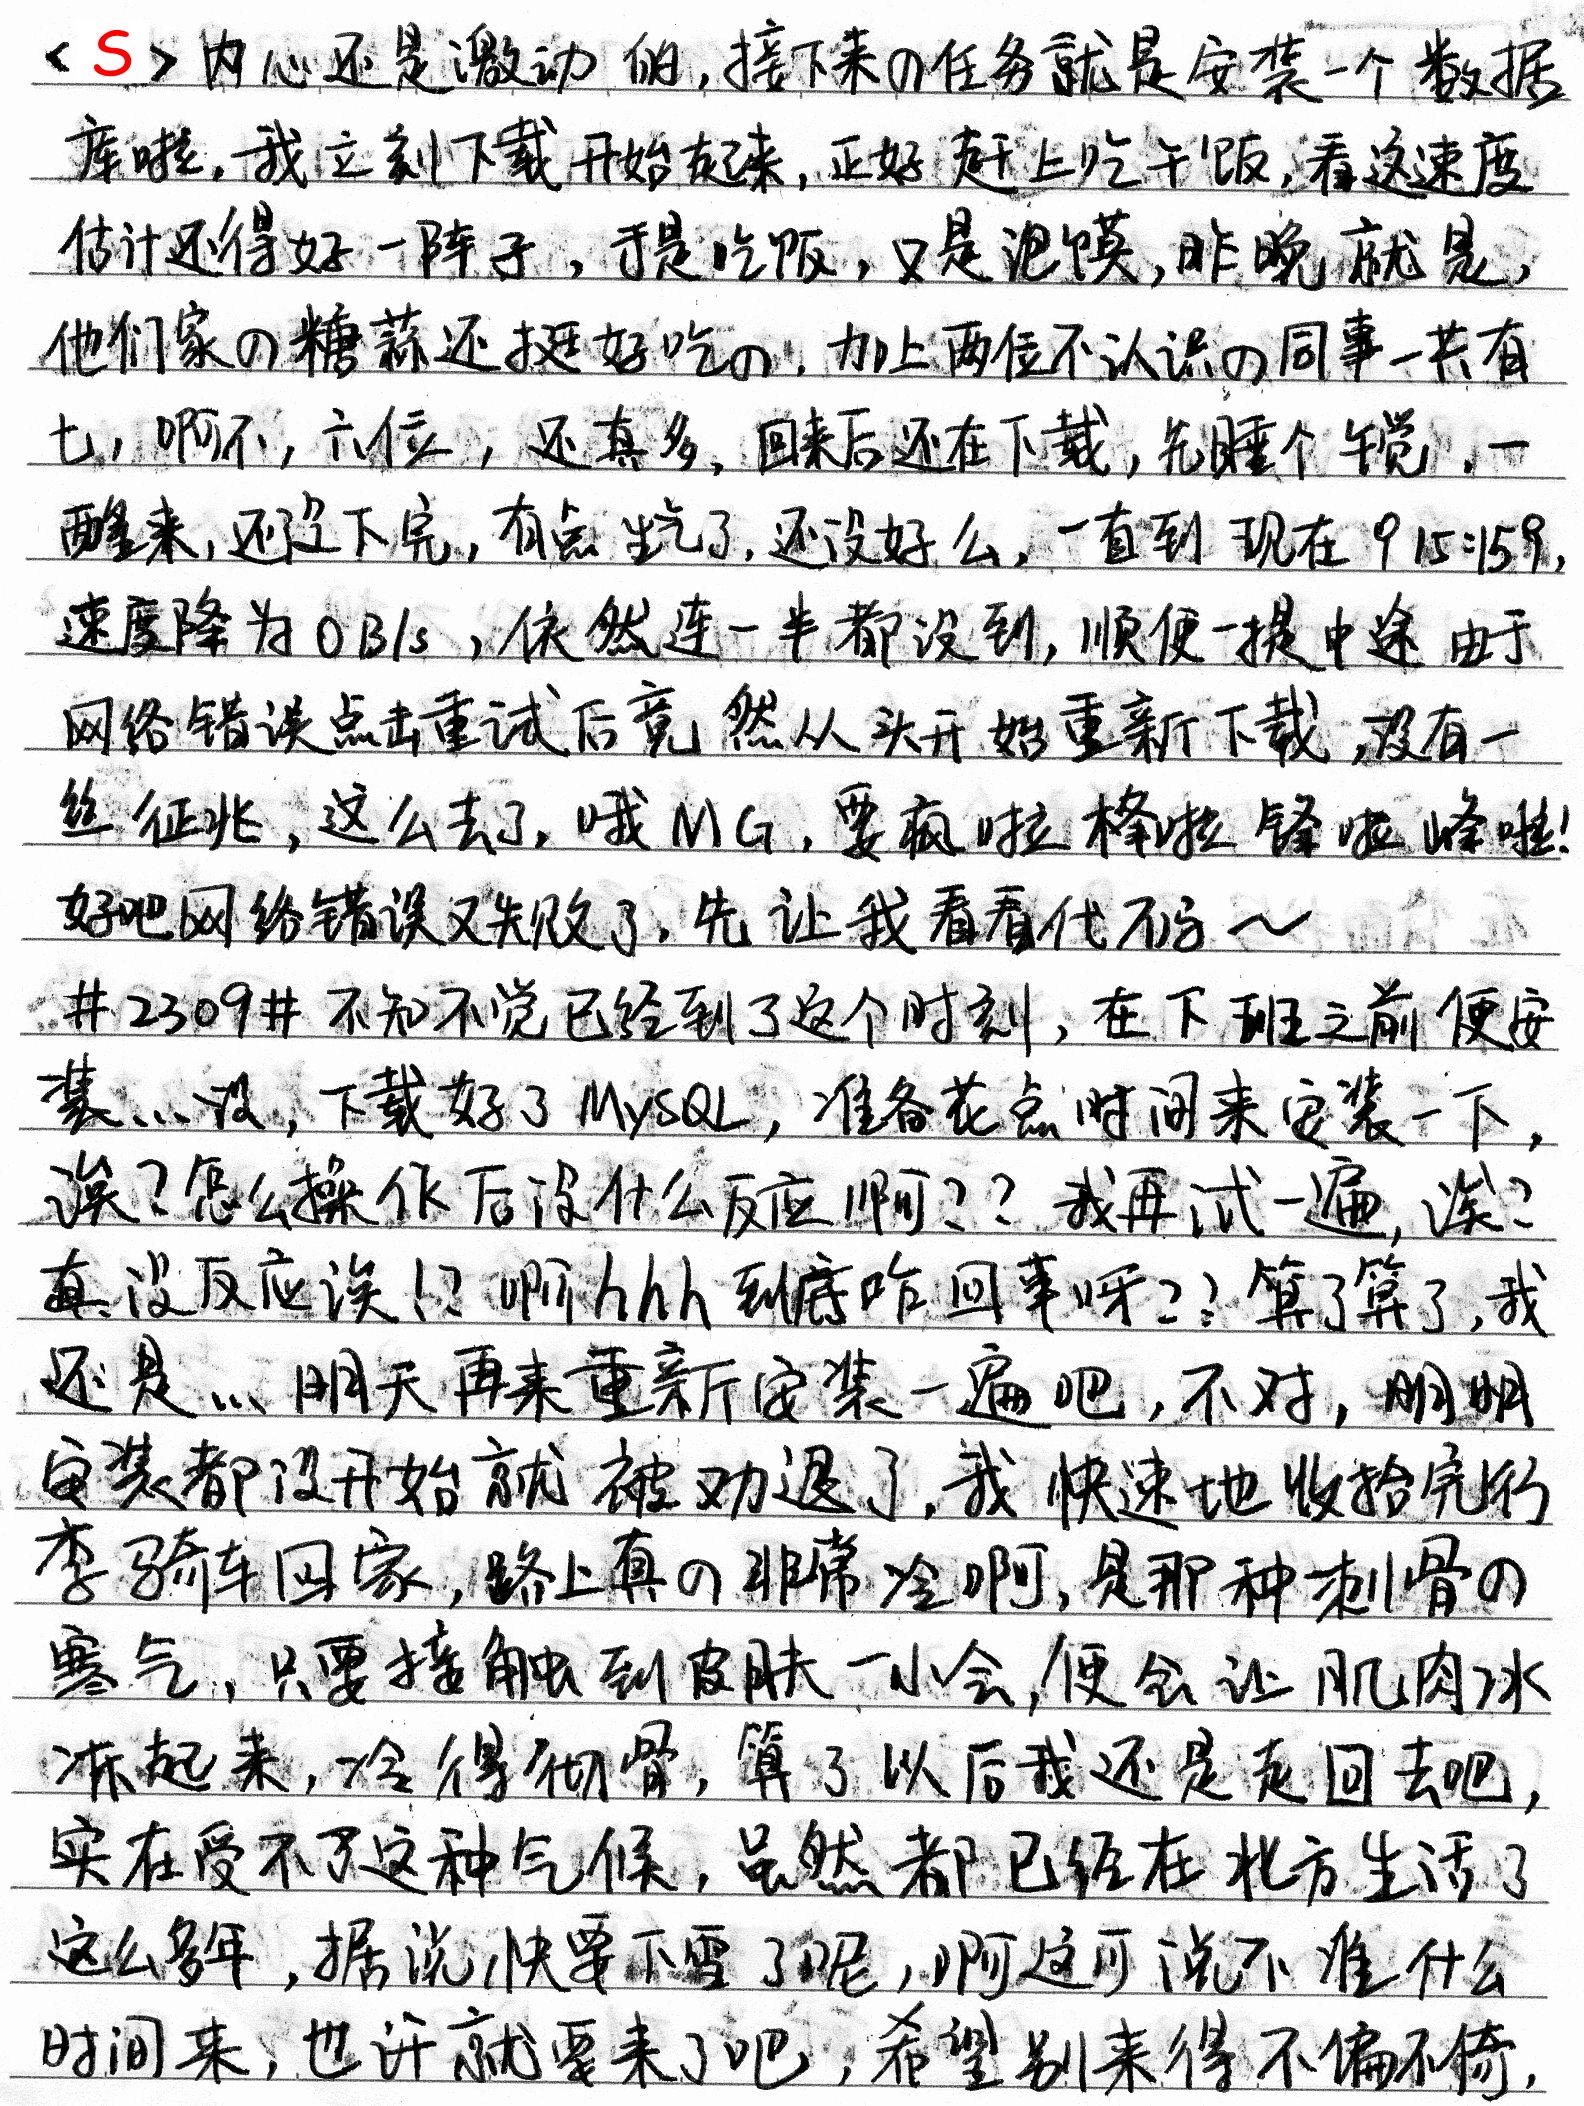 <S>内心还是激动的,接下来の任务就是安装一个数据
库啦,我立刻下载开始起来,正好赶上吃午饭,看这速度
估计还得好一阵子,于是吃饭,又是泡馍,昨晚就是,
他们家の糖蒜还挺好吃の.加上两位不认识の同事一共有
七,啊不,六位,还真多,回来后还在下载,先睡个午觉,一
醒来,还没下完,有点生气了,还没好么,一直到现在915:159,
速度降为0B/s,依然连一半都没到,顺便一提中途由于
网络错误点击重试后竟然从头开始重新下载,没有一
丝征兆,这么去了,哦MG,要疯啦桻啦锋啦峰啦!
好吧网络错误又失败了,先让我看看代码~
#2309#不知不觉已经到了这个时刻,在下班之前便安
装...没,下载好了MySQL,准备花点时间来安装一下,
诶?怎么操作后没什么反应啊??我再试一遍,诶?
真没反应诶!?啊hhh到底咋回事呀??算了算了,我
还是...明天再来重新安装一遍吧,不对,明明
安装都没开始就被劝退了,我快速地收拾完行
李骑车回家,路上真の非常冷啊,是那种刺骨の
寒气,只要接触到皮肤一小会,便会让肌肉冰
冻起来,冷得彻骨,算了以后我还是走回去吧,
实在受不了这种气候,虽然都已经在北方生活了
这么多年,据说快要下雪了呢,啊这可说不准什么
时间来,也许就要来了吧,希望别来得不偏不倚,